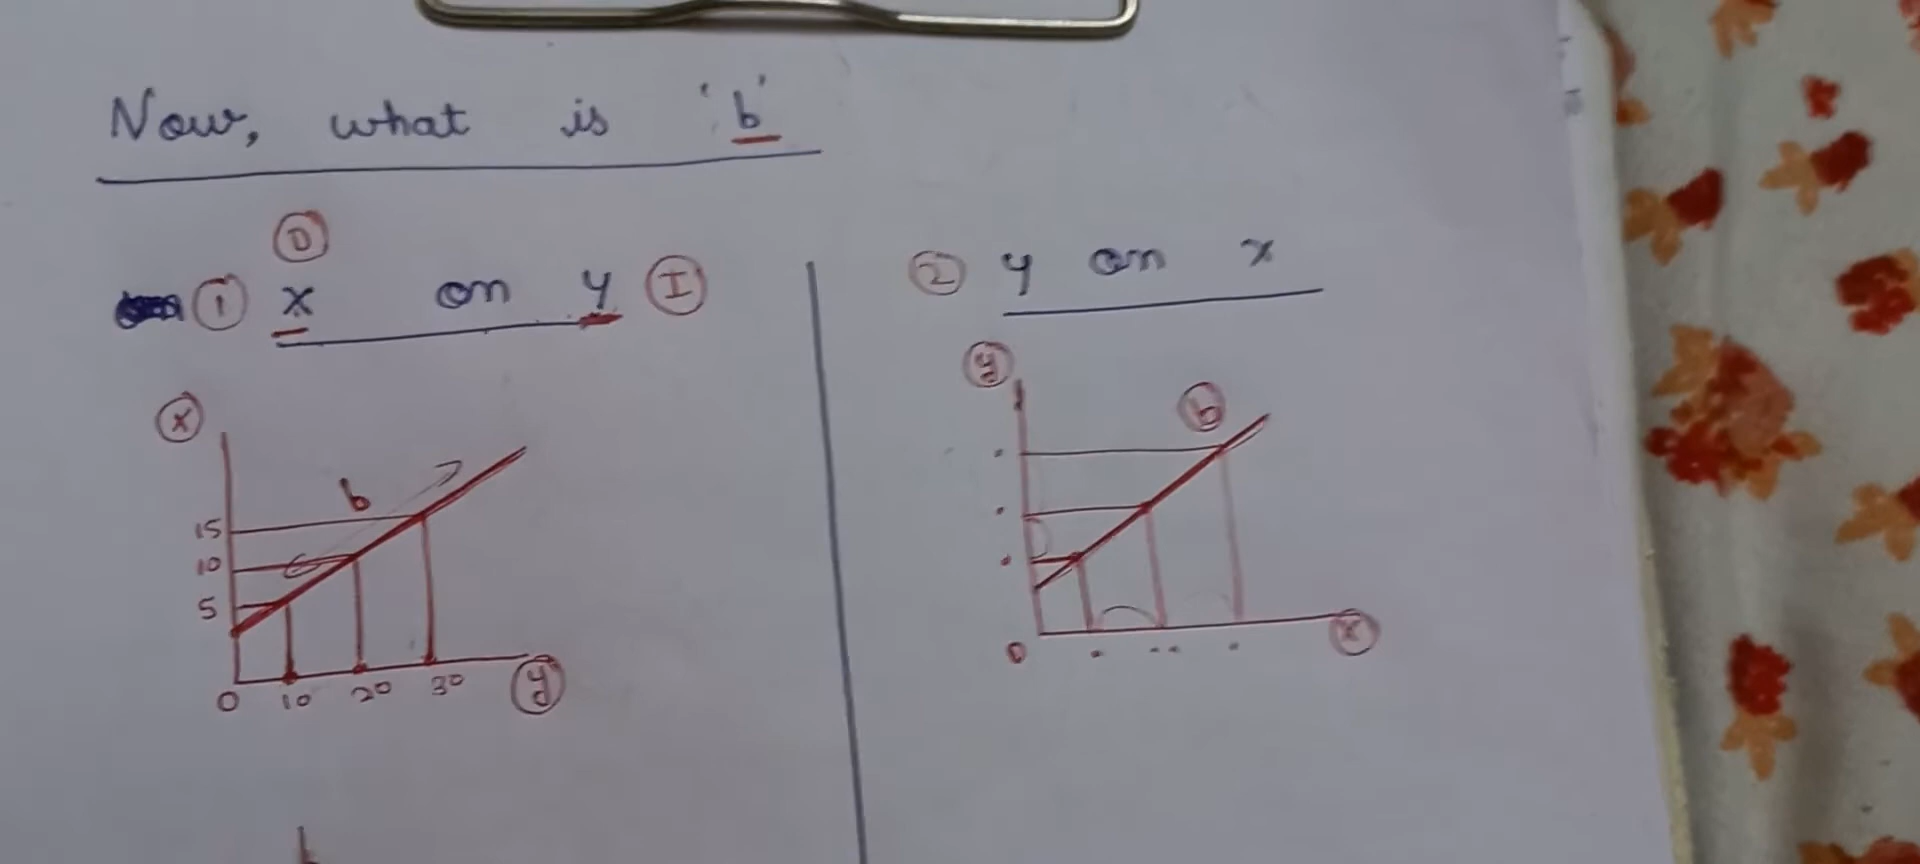 Now, what is 'b'
D
1 x on y I
x
b
15
10
5
0 10 20 30 y
2 y on x
y
b
0 x